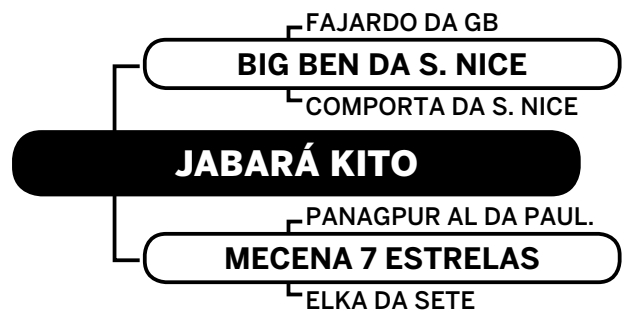 FAJARDO DA GB
BIG BEN DA S. NICE
COMPORTA DA S. NICE
JABARÁ KITO
PANAGPUR AL DA PAUL.
MECENA 7 ESTRELAS
ELKA DA SETE